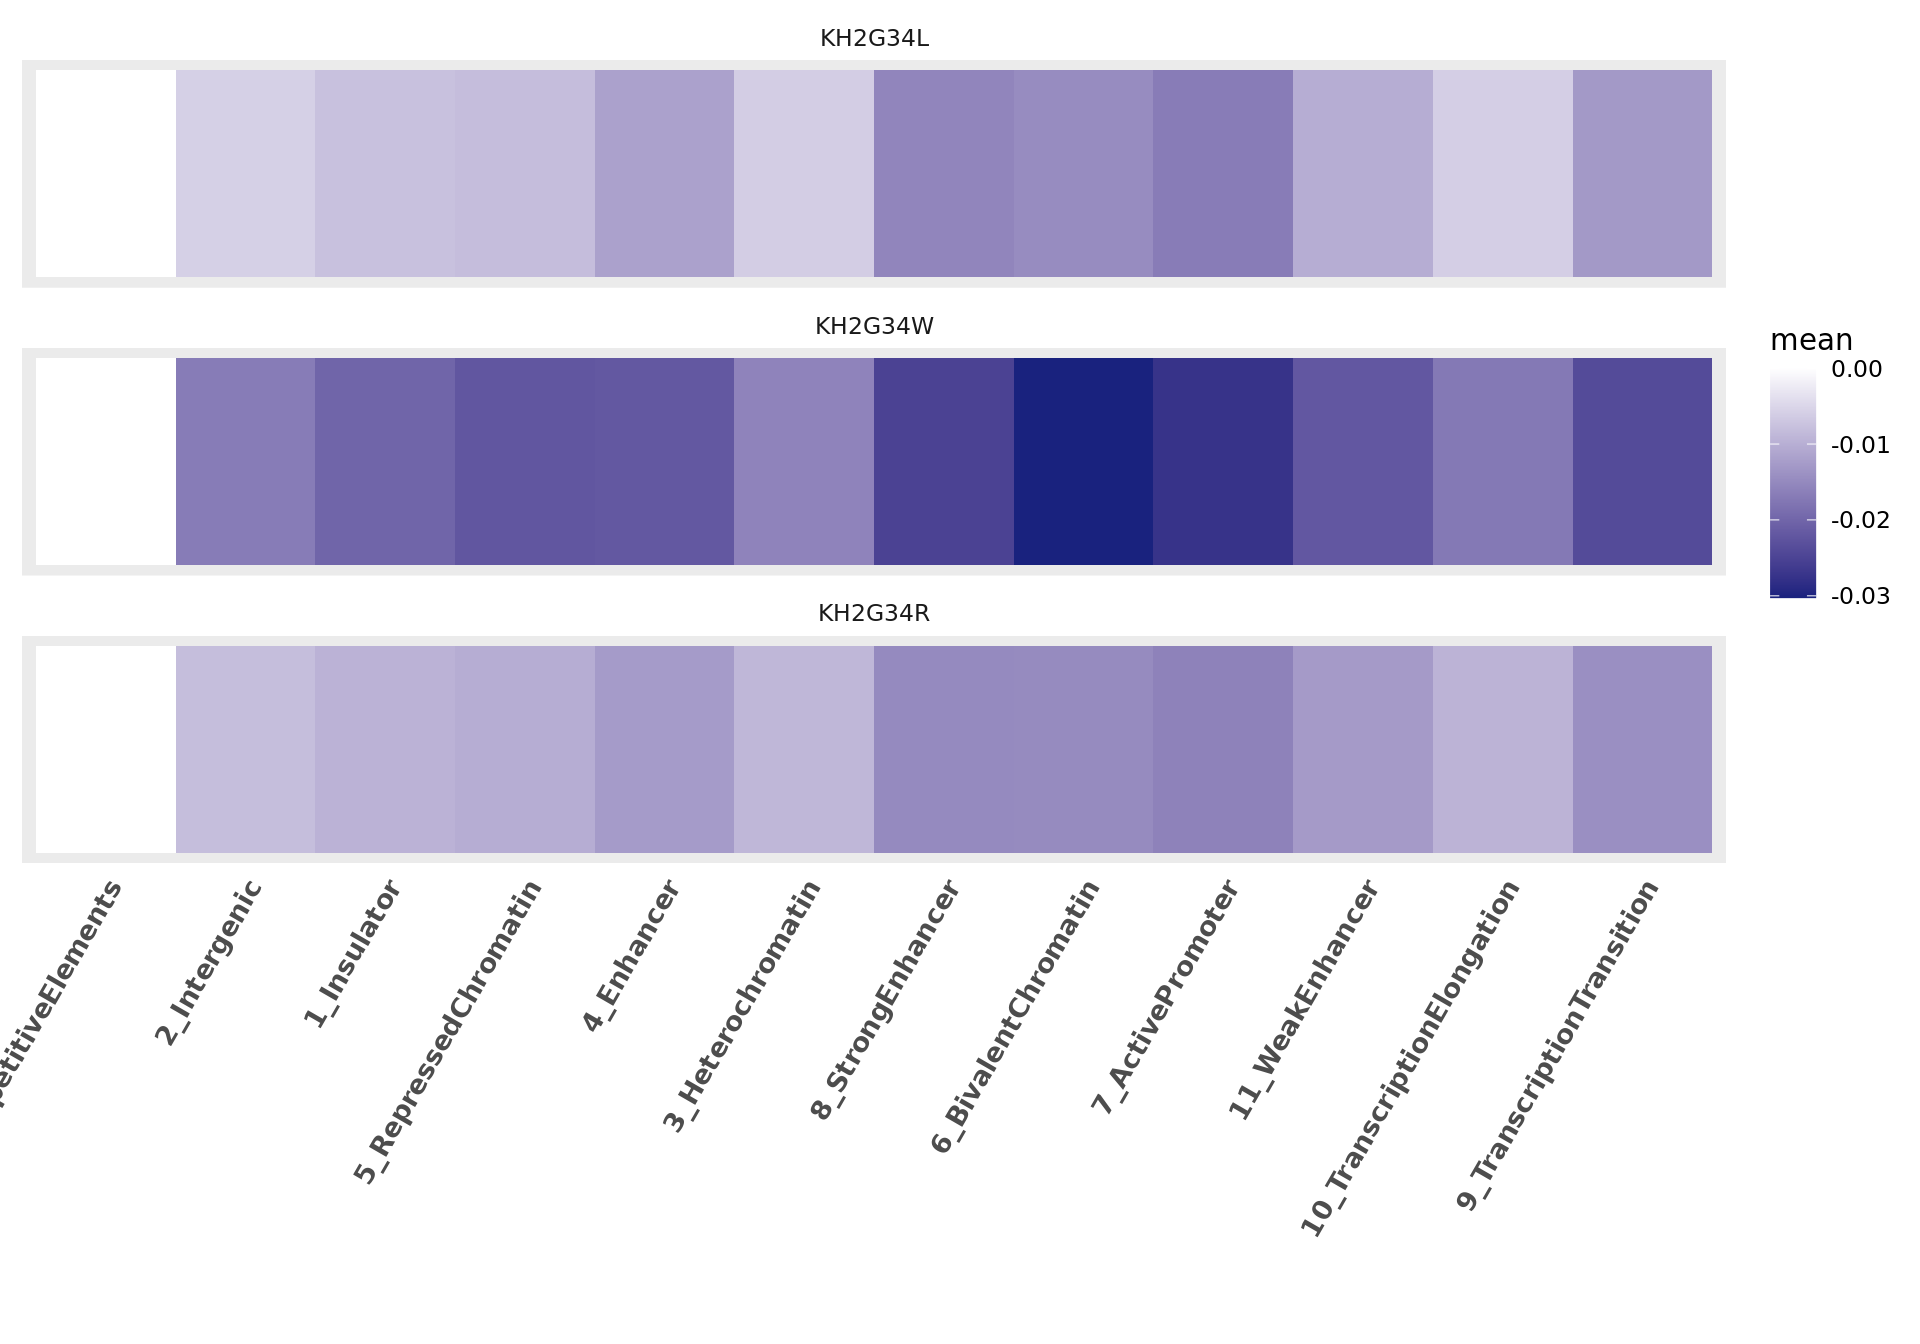 KH2G34L
KH2G34W
mean
0.00
-0.01
-0.02
-0.03
KH2G34R
2_Intergenic
1_Insulator
5_RepressedChromatin
4_Enhancer
3_Heterochromatin
8_StrongEnhancer
6_BivalentChromatin
7_ActivePromoter
11_WeakEnhancer
10_TranscriptionElongation
9_TranscriptionTransition